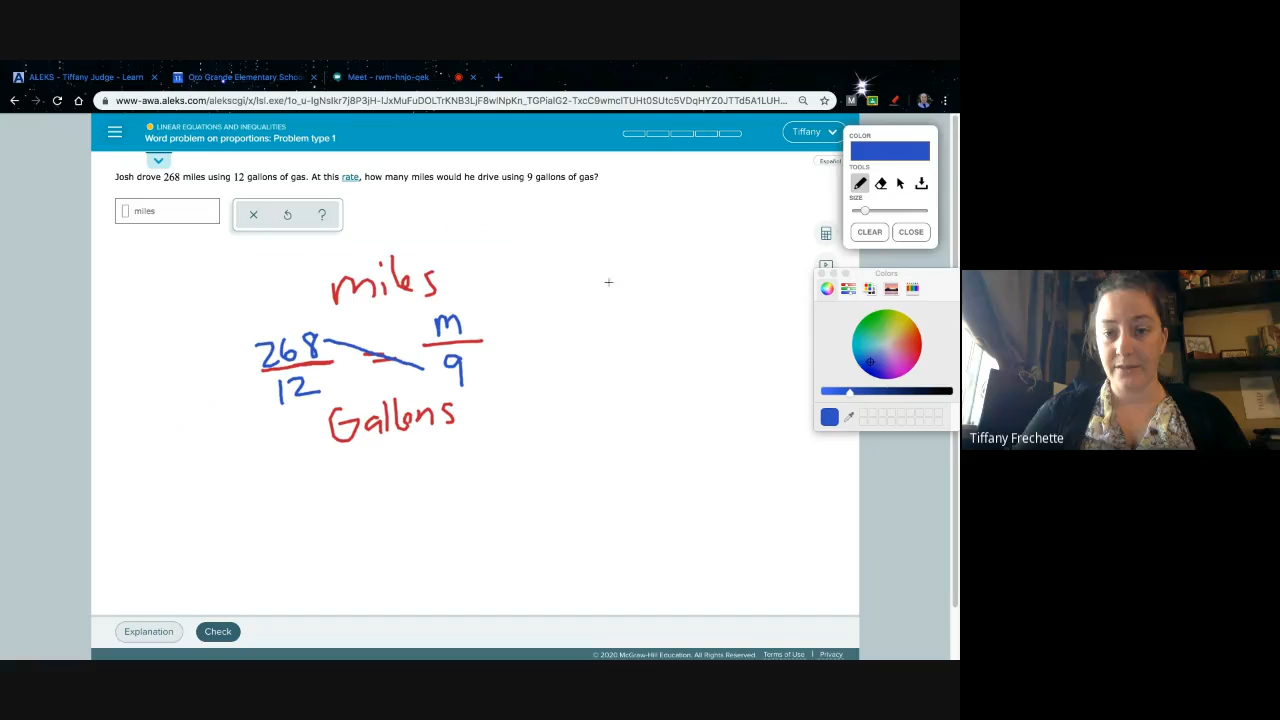 ALEKS - Tiffany Judge - Learn
Oro Grande Elementary Schoo
Meet - rwm-hnjo-qek
LINEAR EQUATIONS AND INEQUALITIES
Word problem on proportions: Problem type 1
Tiffany
Español
Josh drove 268 miles using 12 gallons of gas. At this rate, how many miles would he drive using 9 gallons of gas?
miles
?
miles
268 = m
12 9
Gallons
COLOR
TOOLS
SIZE
CLEAR CLOSE
Colors
Tiffany Frechette
Explanation Check
© 2020 McGraw-Hill Education. All Rights Reserved. Terms of Use | Privacy